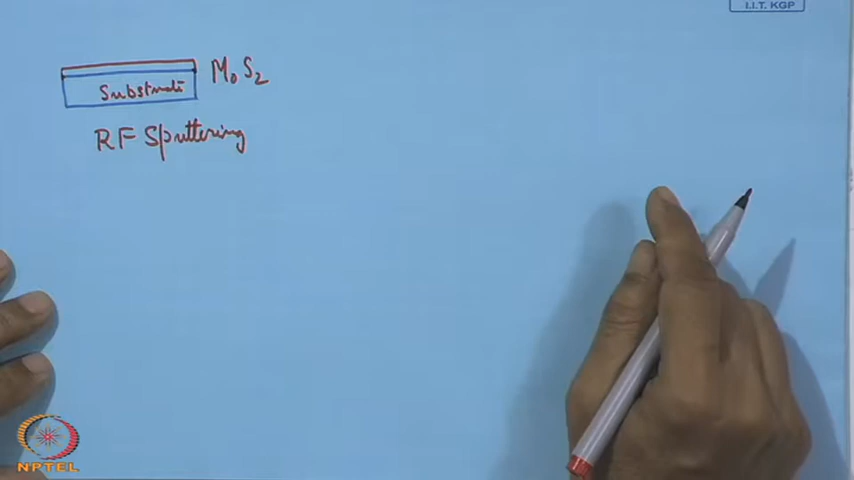 I.I.T. KGP
MoS2
Substrate
RF Sputtering
NPTEL